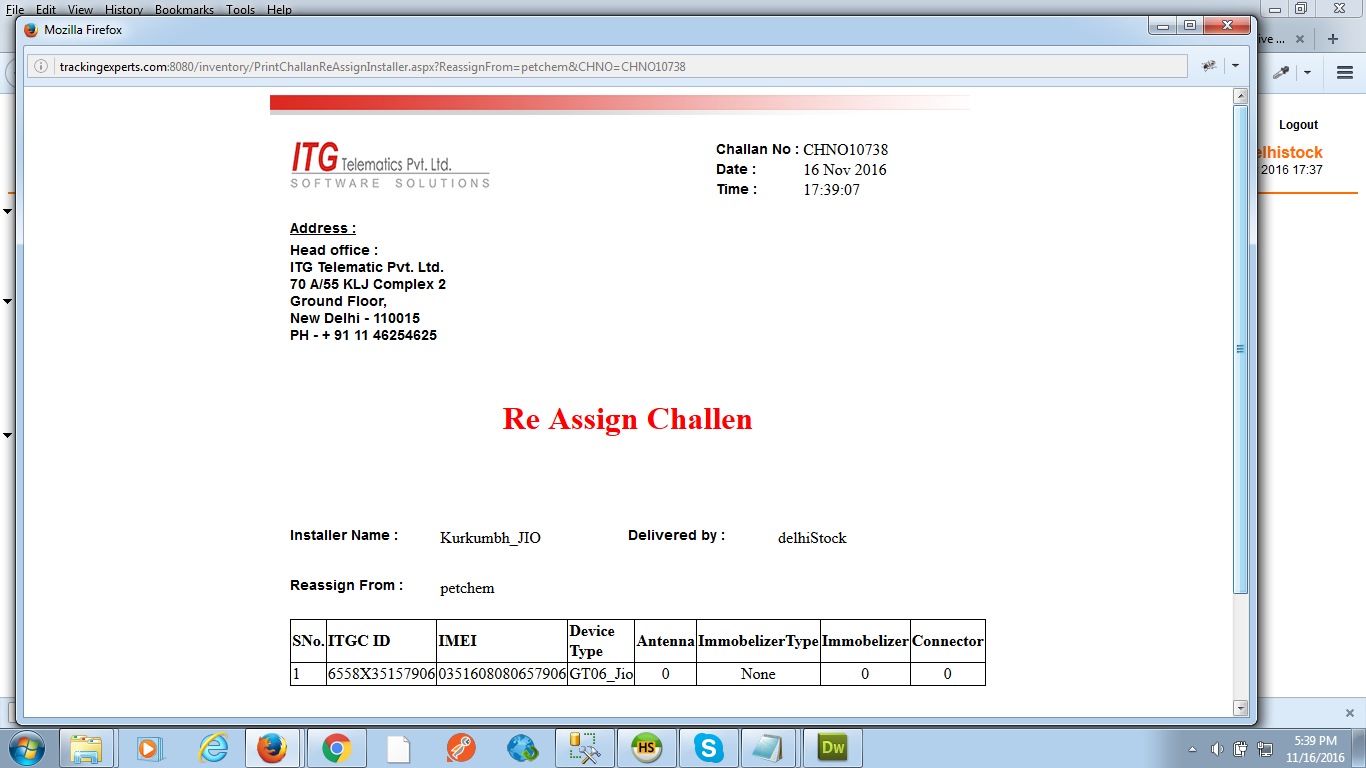 File Edit View History Bookmarks Tools Help
Mozilla Firefox
ive ...
trackingexperts.com:8080/inventory/PrintChallanReAssignInstaller.aspx?ReassignFrom=petchem&CHNO=CHNO10738
Logout
elhistock
2016 17:37
ITG Telematics Pvt. Ltd.
SOFTWARE SOLUTIONS
Challan No : CHNO10738
Date : 16 Nov 2016
Time : 17:39:07
Address :
Head office :
ITG Telematic Pvt. Ltd.
70 A/55 KLJ Complex 2
Ground Floor,
New Delhi - 110015
PH - + 91 11 46254625
Re Assign Challen
Installer Name : Kurkumbh_JIO Delivered by : delhiStock
Reassign From : petchem
SNo. ITGC ID IMEI Device Type Antenna ImmobelizerType Immobelizer Connector
1 6558X35157906 0351608080657906 GT06_Jio 0 None 0 0
HS
Dw
5:39 PM
11/16/2016